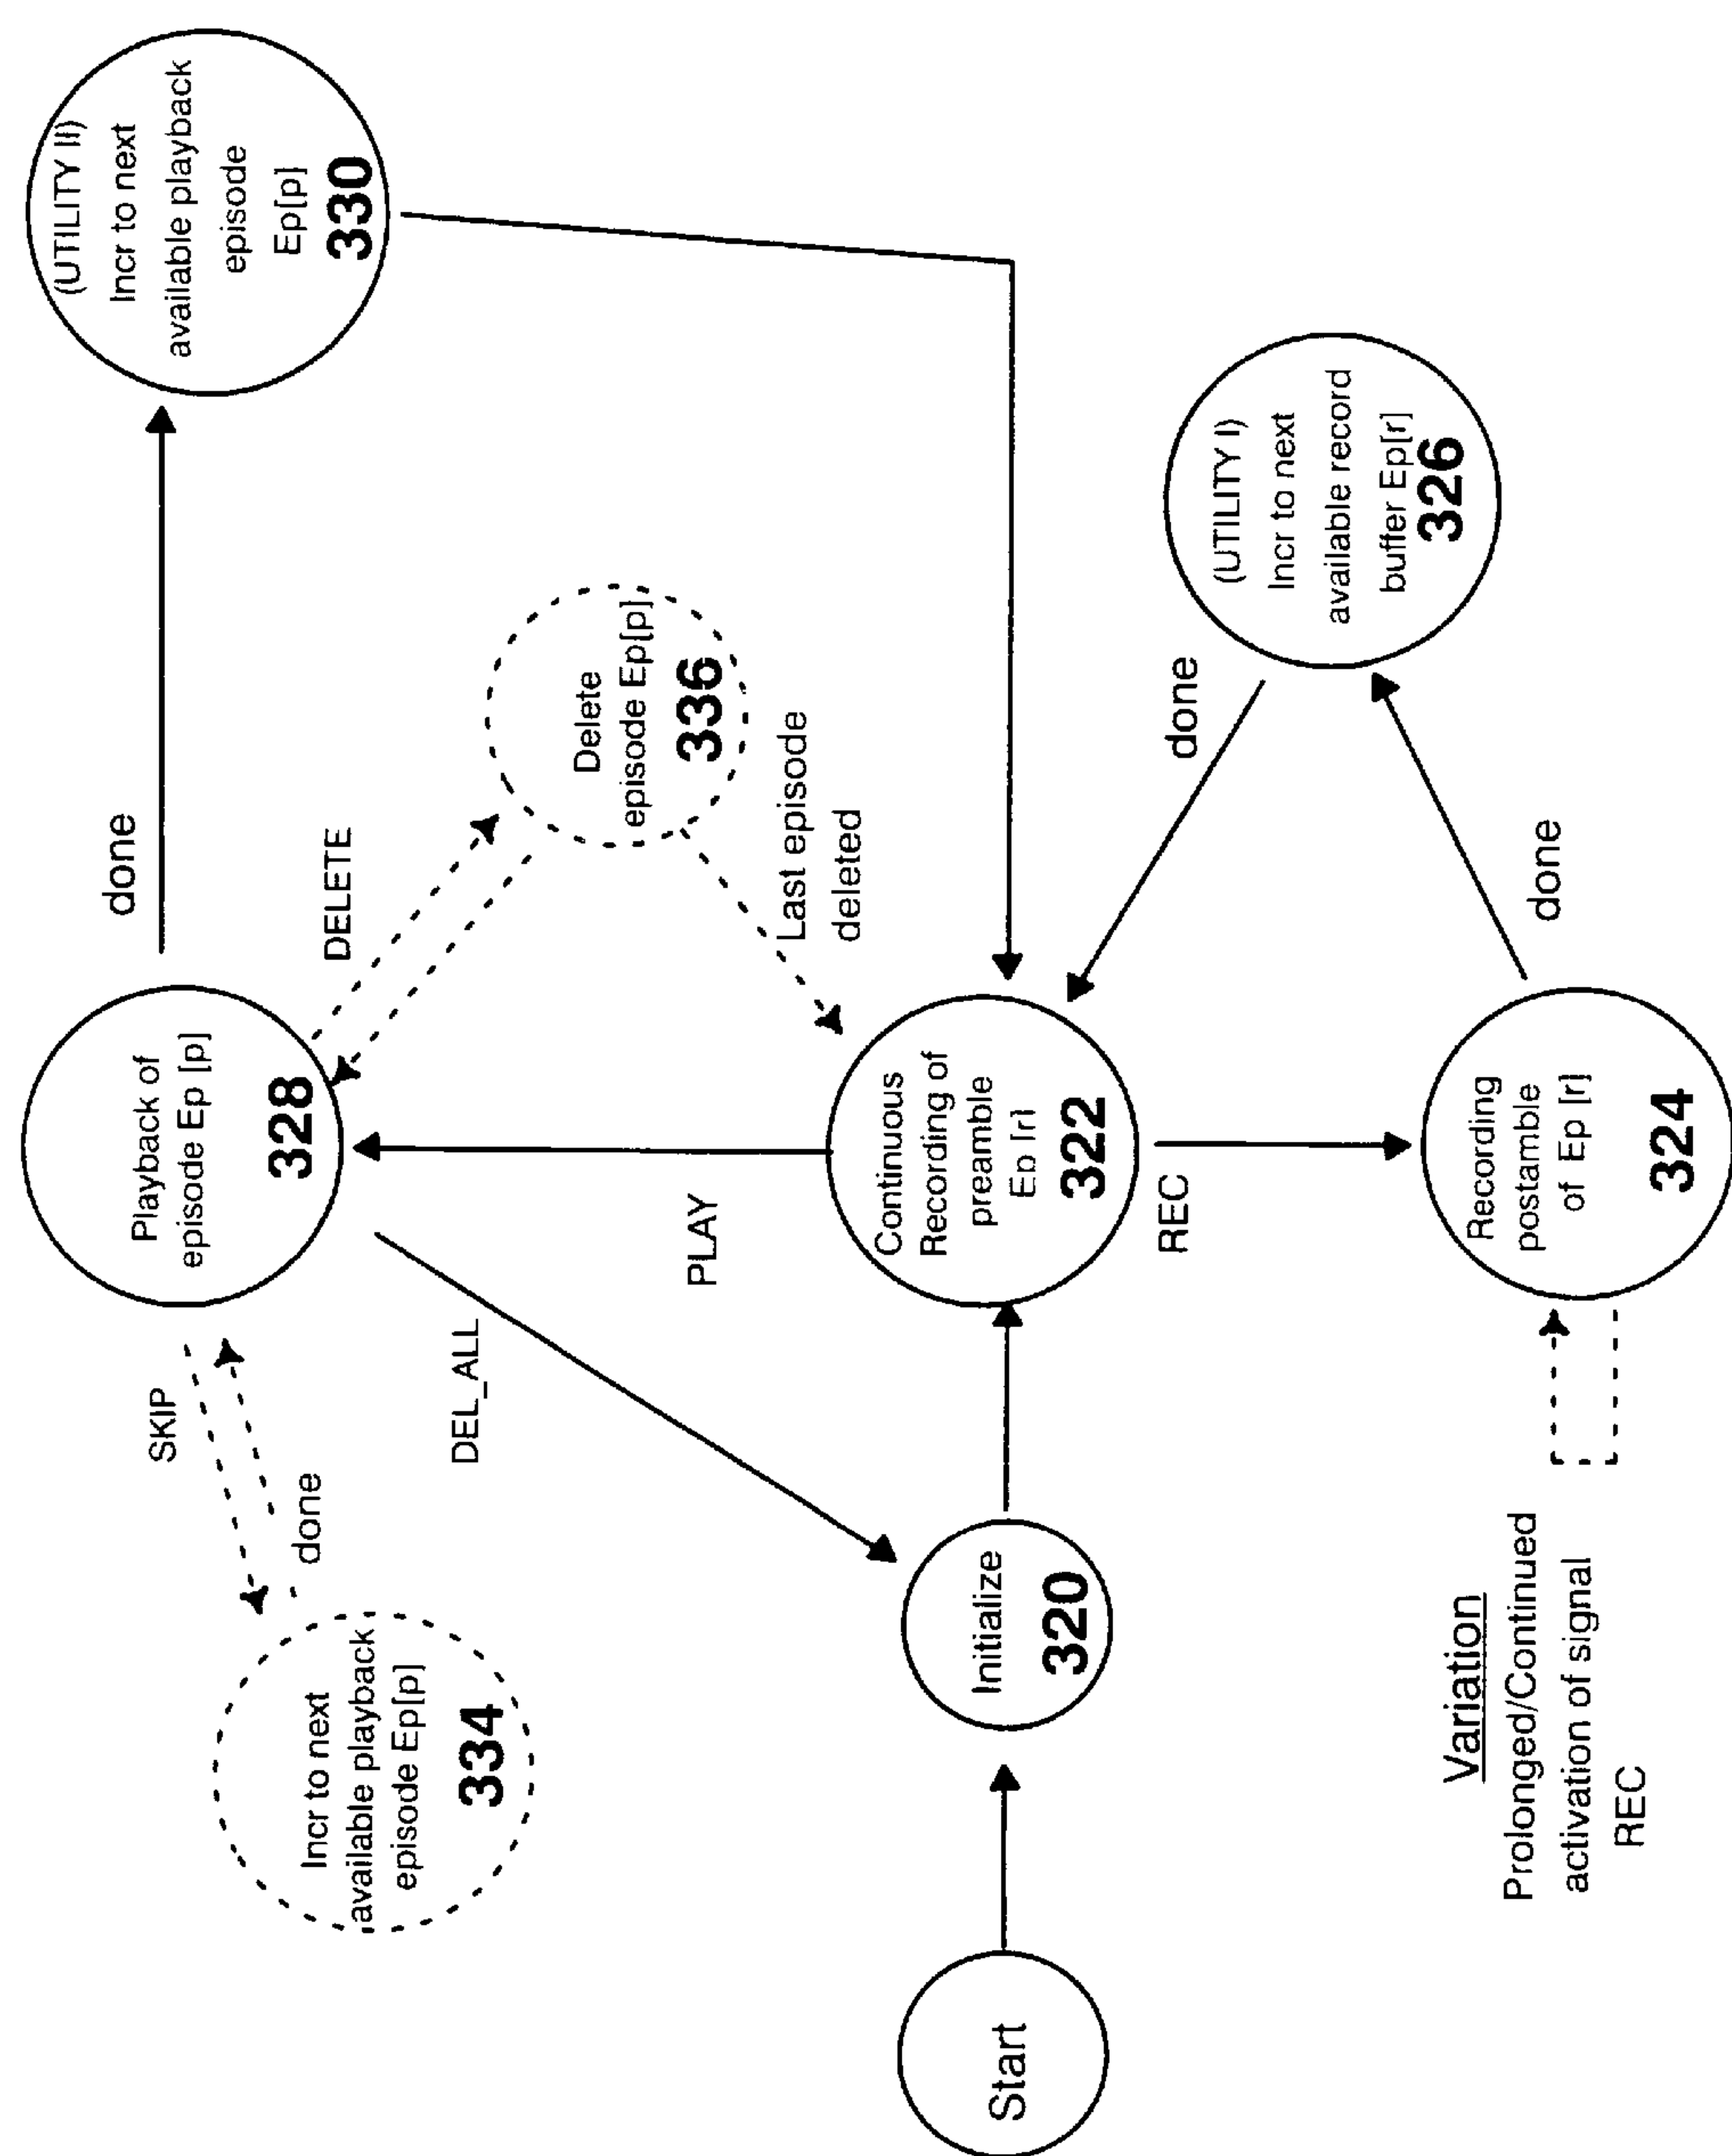 Start
Initialize
320
Incr to next
available playback
episode Ep[p]
334
SKIP
done
DEL_ALL
Playback of
episode Ep [p]
328
PLAY
Continuous
Recording of
preamble
Ep [r]
322
REC
Recording
postamble
of Ep [r]
324
Variation
Prolonged/Continued
activation of signal
REC
done
DELETE
Delete
episode Ep[p]
336
Last episode
deleted
(UTILITY II)
Incr to next
available playback
episode
Ep[p]
330
done
(UTILITY I)
Incr to next
available record
buffer Ep[r]
326
done